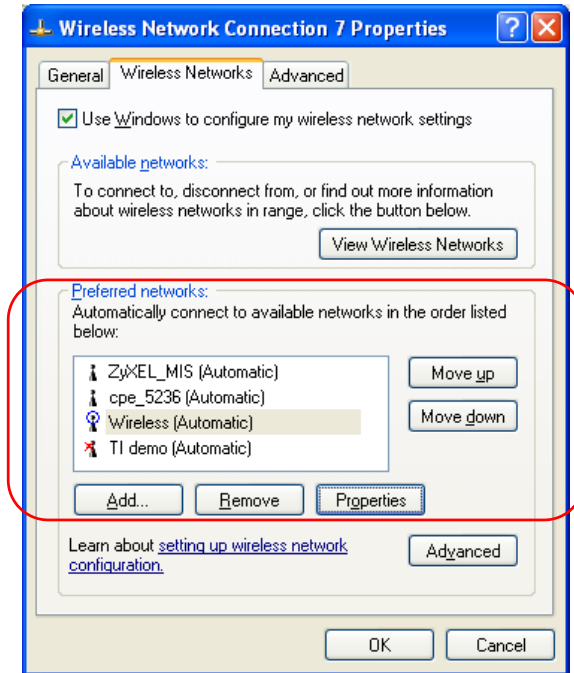 Wireless Network Connection 7 Properties
General Wireless Networks Advanced
Use Windows to configure my wireless network settings
Available networks:
To connect to, disconnect from, or find out more information
about wireless networks in range, click the button below.
View Wireless Networks
Preferred networks:
Automatically connect to available networks in the order listed
below:
ZyXEL_MIS (Automatic)
cpe_5236 (Automatic)
Wireless (Automatic)
TI demo (Automatic)
Move up
Move down
Add... Remove Properties
Learn about setting up wireless network
configuration.
Advanced
OK Cancel